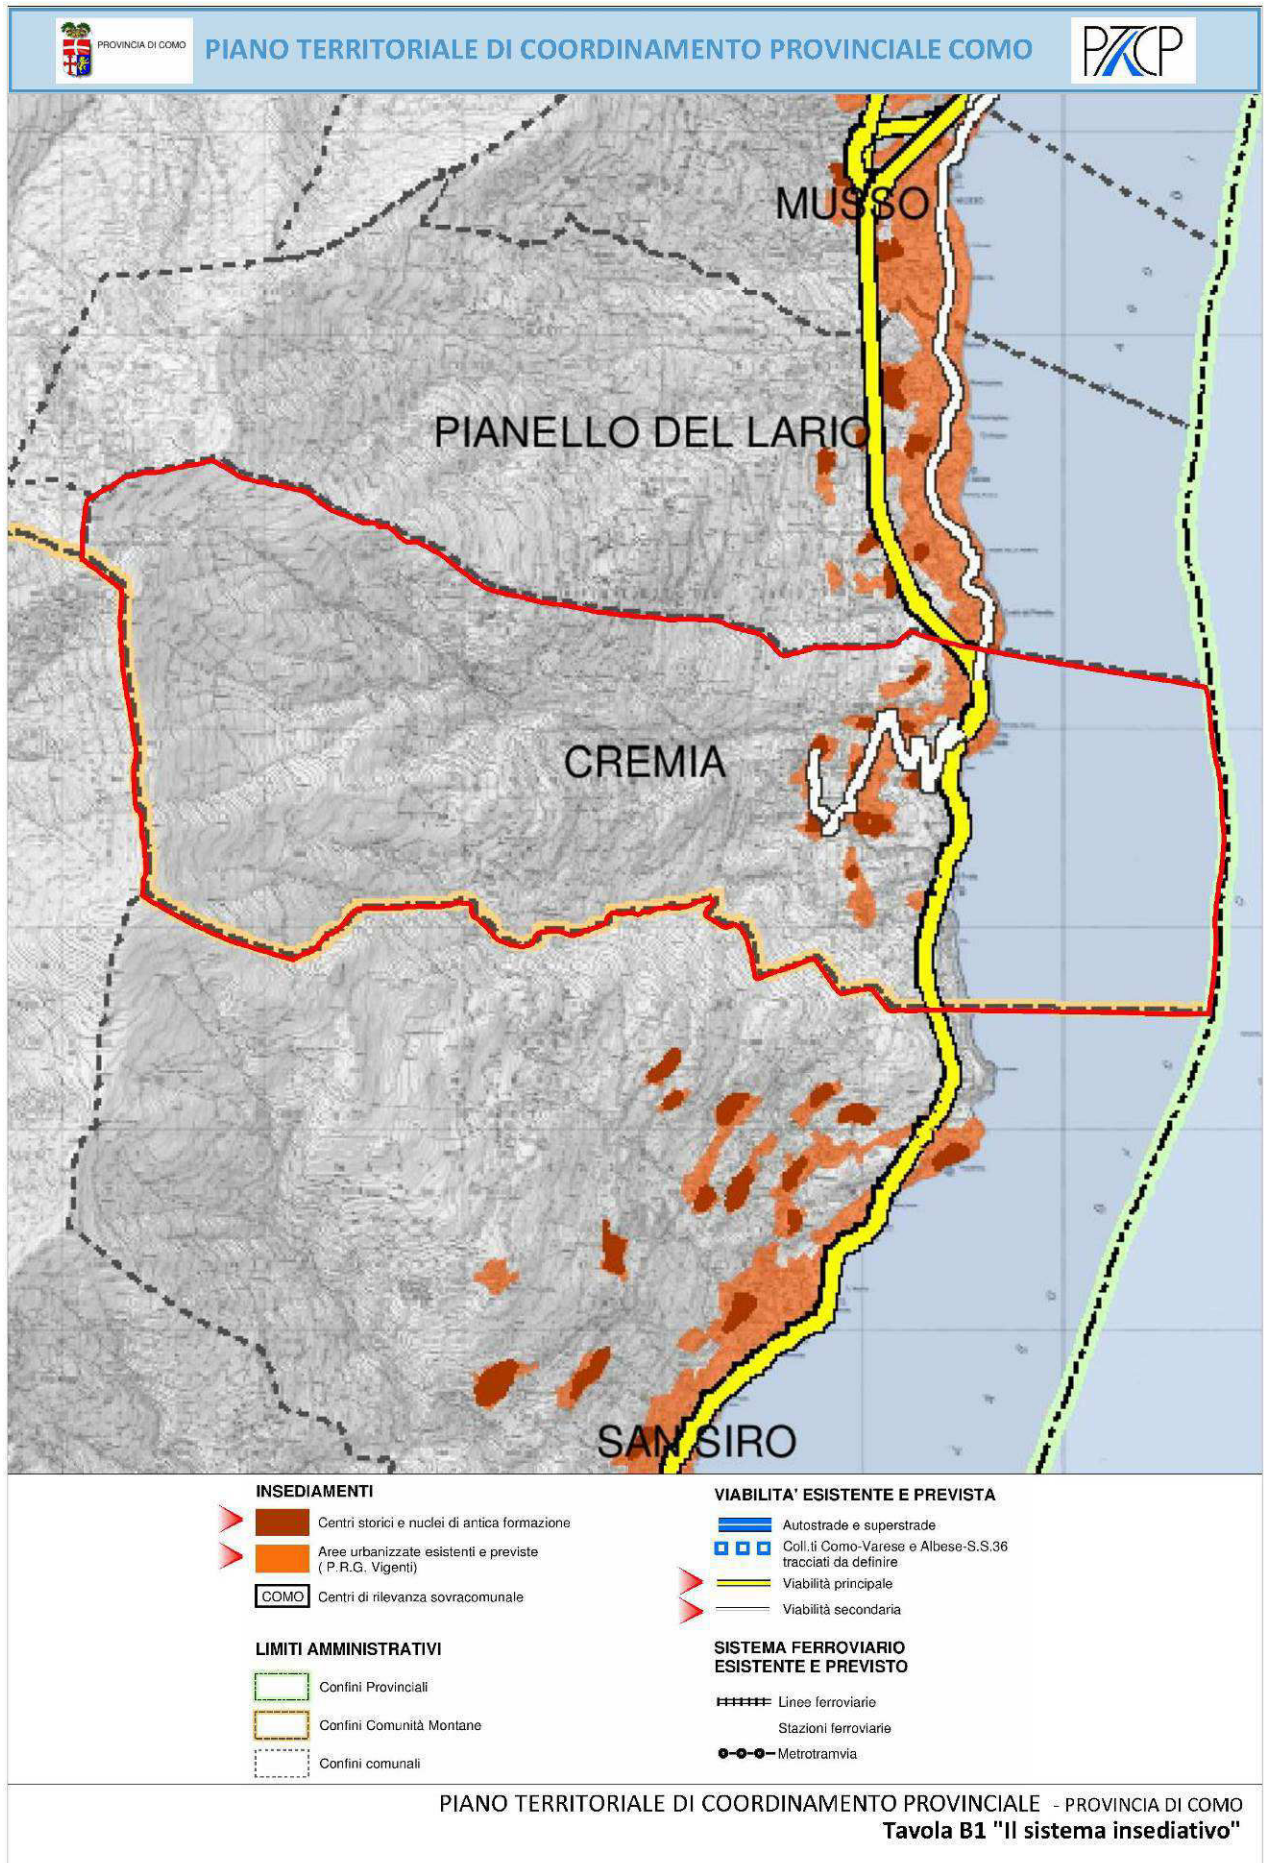 PROVINCIA DI COMO
PIANO TERRITORIALE DI COORDINAMENTO PROVINCIALE COMO
PTCP
MUSSO
PIANELLO DEL LARIO
CREMIA
SAN SIRO
INSEDIAMENTI
Centri storici e nuclei di antica formazione
Aree urbanizzate esistenti e previste
( P.R.G. Vigenti)
COMO Centri di rilevanza sovracomunale
LIMITI AMMINISTRATIVI
Confini Provinciali
Confini Comunità Montane
Confini comunali
VIABILITA' ESISTENTE E PREVISTA
Autostrade e superstrade
Coll.ti Como-Varese e Albese-S.S.36
tracciati da definire
Viabilità principale
Viabilità secondaria
SISTEMA FERROVIARIO
ESISTENTE E PREVISTO
Linee ferroviarie
Stazioni ferroviarie
Metrotramvia
PIANO TERRITORIALE DI COORDINAMENTO PROVINCIALE - PROVINCIA DI COMO
Tavola B1 "Il sistema insediativo"